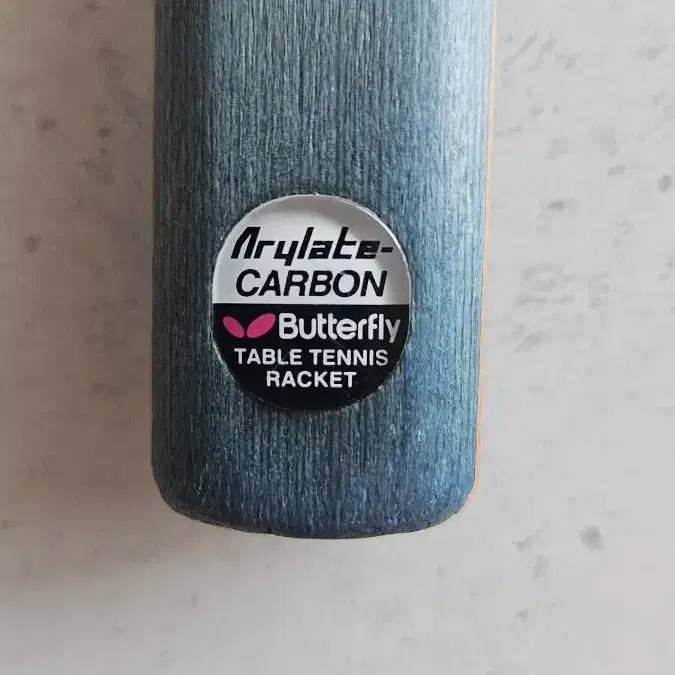 Arylate-
CARBON
Butterfly
TABLE TENNIS
RACKET